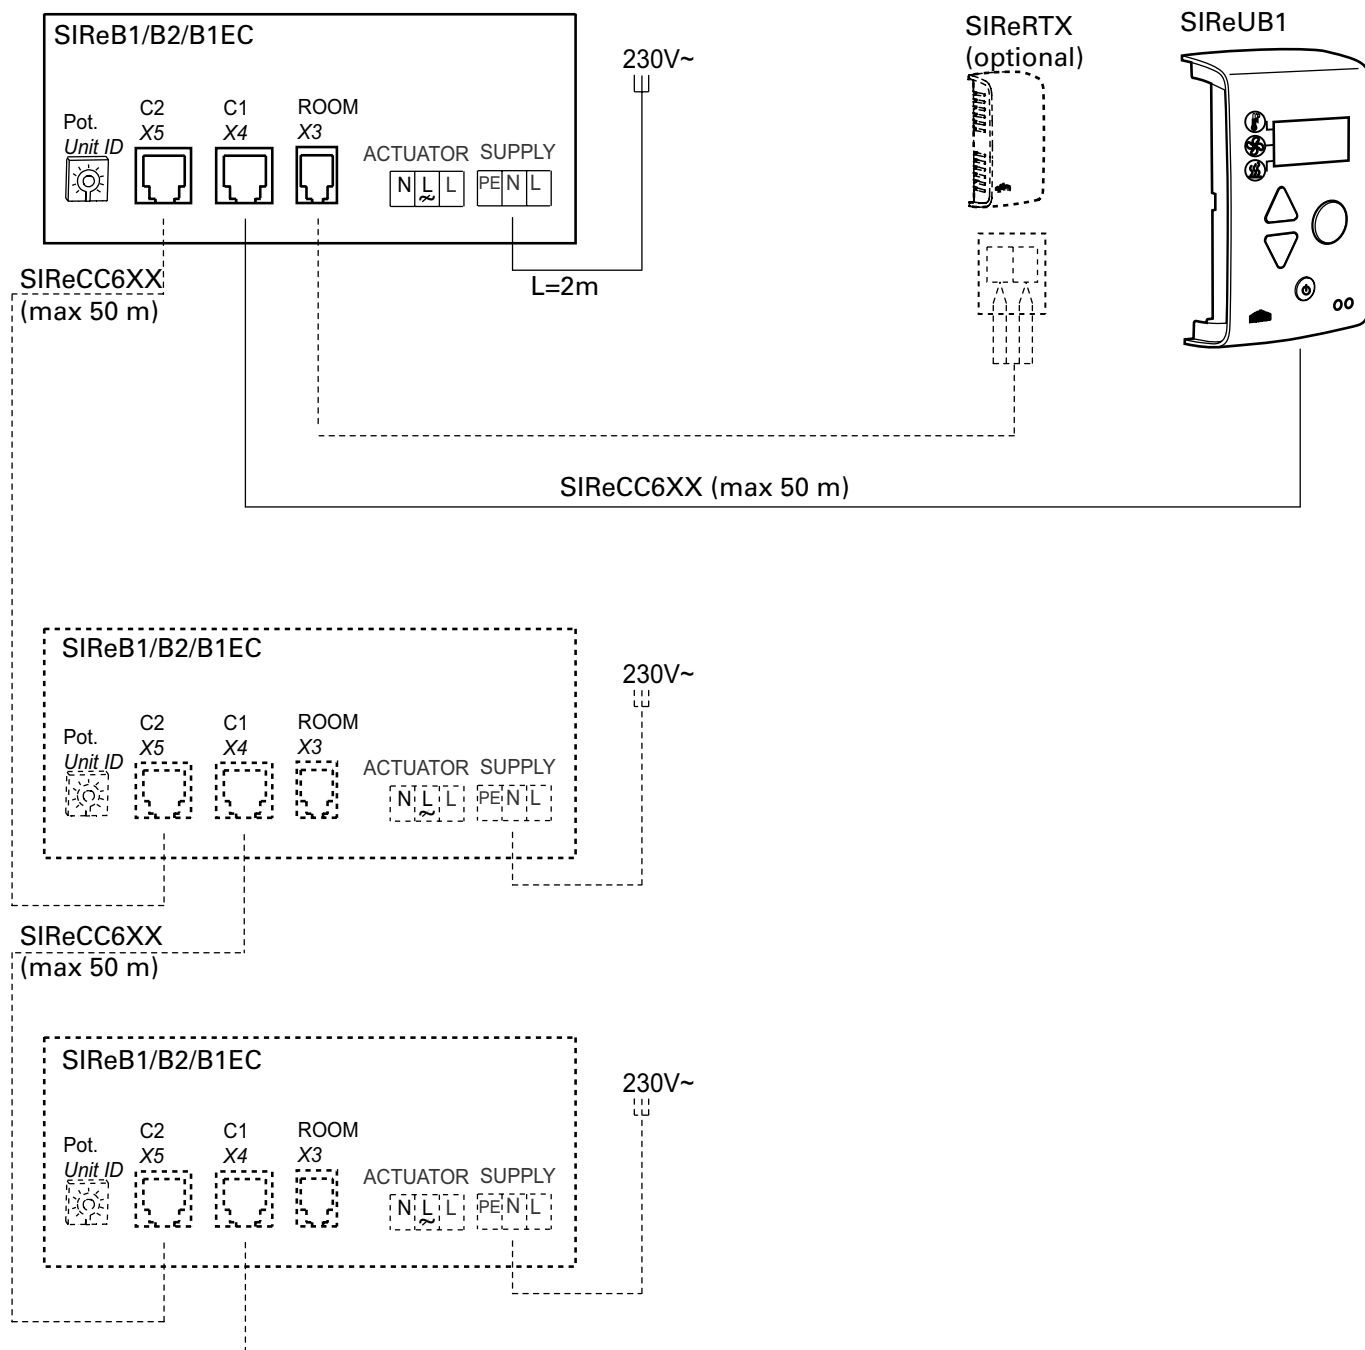 SIReB1/B2/B1EC
230V~
SIReRTX
(optional)
SIReUB1
Pot.
Unit ID
C2
X5
C1
X4
ROOM
X3
ACTUATOR SUPPLY
N L L PE N L
~
SIReCC6XX
(max 50 m)
L=2m
SIReCC6XX (max 50 m)
SIReB1/B2/B1EC
230V~
Pot.
Unit ID
C2
X5
C1
X4
ROOM
X3
ACTUATOR SUPPLY
N L L PE N L
~
SIReCC6XX
(max 50 m)
SIReB1/B2/B1EC
230V~
Pot.
Unit ID
C2
X5
C1
X4
ROOM
X3
ACTUATOR SUPPLY
N L L PE N L
~